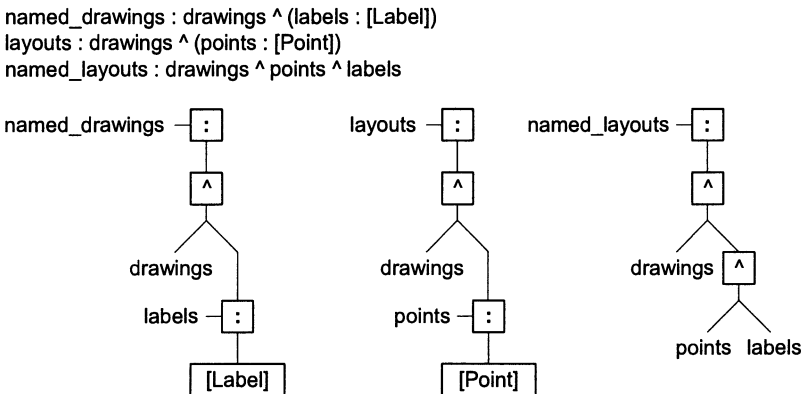 named_drawings : drawings ^ (labels : [Label])
layouts : drawings ^ (points : [Point])
named_layouts : drawings ^ points ^ labels
named_drawings :
layouts :
named_layouts :
^ ^ ^
drawings drawings drawings ^
labels : points :
points labels
[Label] [Point]